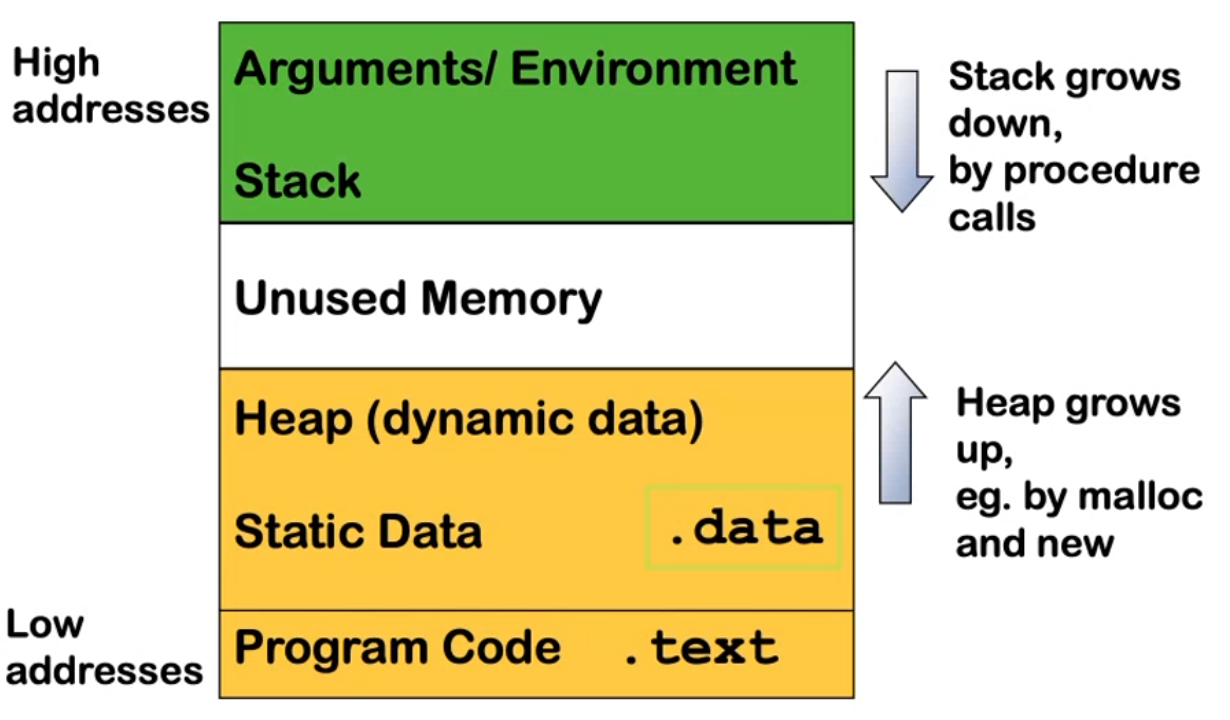 High
addresses
Arguments/ Environment
Stack
Stack grows
down,
by procedure
calls
Unused Memory
Heap (dynamic data)
Heap grows
up,
eg. by malloc
and new
Static Data
.data
Low
addresses
Program Code
.text